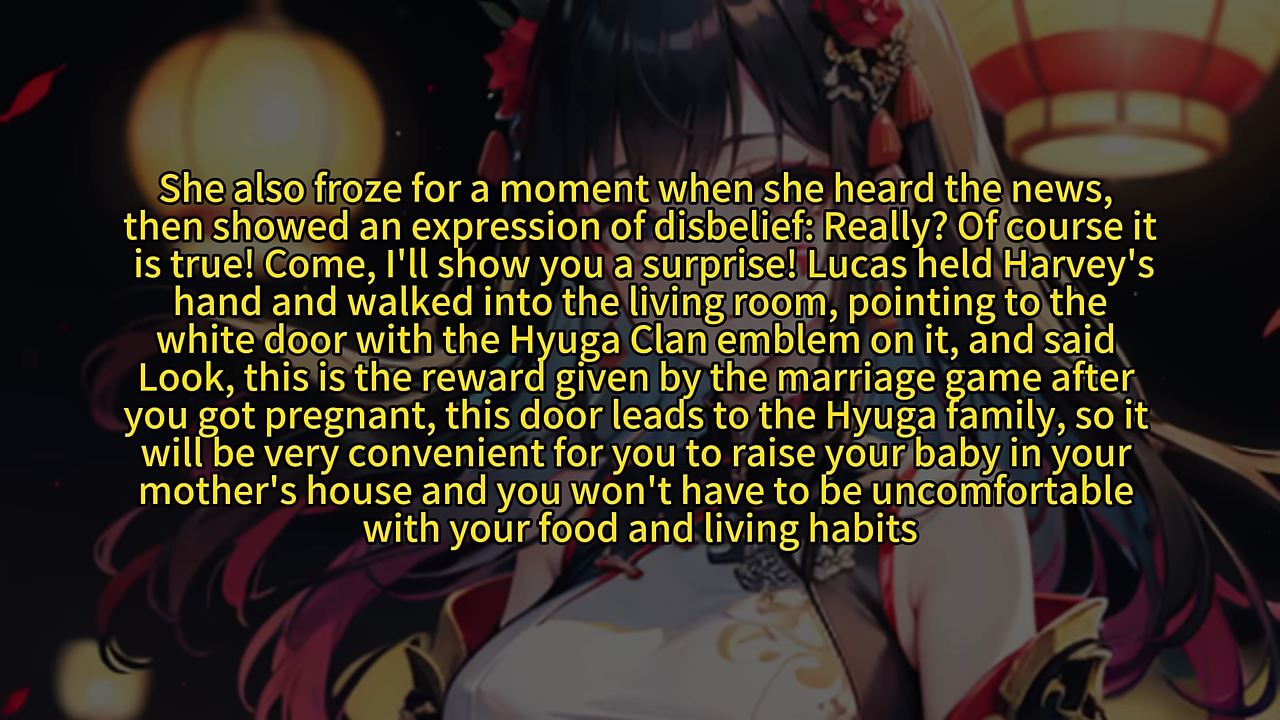 She also froze for a moment when she heard the news,
then showed an expression of disbelief: Really? Of course it
is true! Come, I'll show you a surprise! Lucas held Harvey's
hand and walked into the living room, pointing to the
white door with the Hyuga Clan emblem on it, and said
Look, this is the reward given by the marriage game after
you got pregnant, this door leads to the Hyuga family, so it
will be very convenient for you to raise your baby in your
mother's house and you won't have to be uncomfortable
with your food and living habits